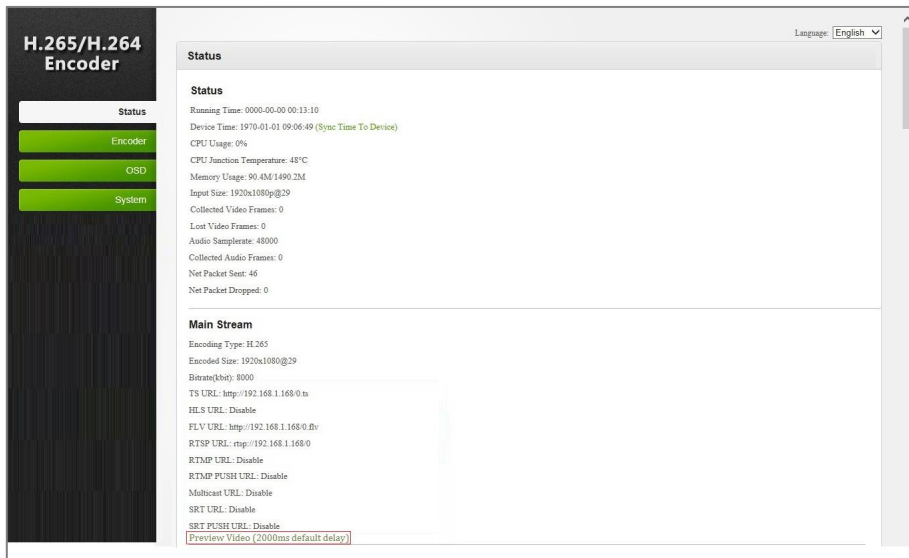 H.265/H.264
Encoder
Status
Encoder
OSD
System
Language: English
Status
Status
Running Time: 0000-00-00 00:13:10
Device Time: 1970-01-01 09:06:49 (Sync Time To Device)
CPU Usage: 0%
CPU Junction Temperature: 48°C
Memory Usage: 90.4M/1490.2M
Input Size: 1920x1080p@29
Collected Video Frames: 0
Lost Video Frames: 0
Audio Samplerate: 48000
Collected Audio Frames: 0
Net Packet Sent: 46
Net Packet Dropped: 0
Main Stream
Encoding Type: H.265
Encoded Size: 1920x1080@29
Bitrate(kbit): 8000
TS URL: http://192.168.1.168/0.ts
HLS URL: Disable
FLV URL: http://192.168.1.168/0.flv
RTSP URL: rtsp://192.168.1.168/0
RTMP URL: Disable
RTMP PUSH URL: Disable
Multicast URL: Disable
SRT URL: Disable
SRT PUSH URL: Disable
Preview Video (2000ms default delay)